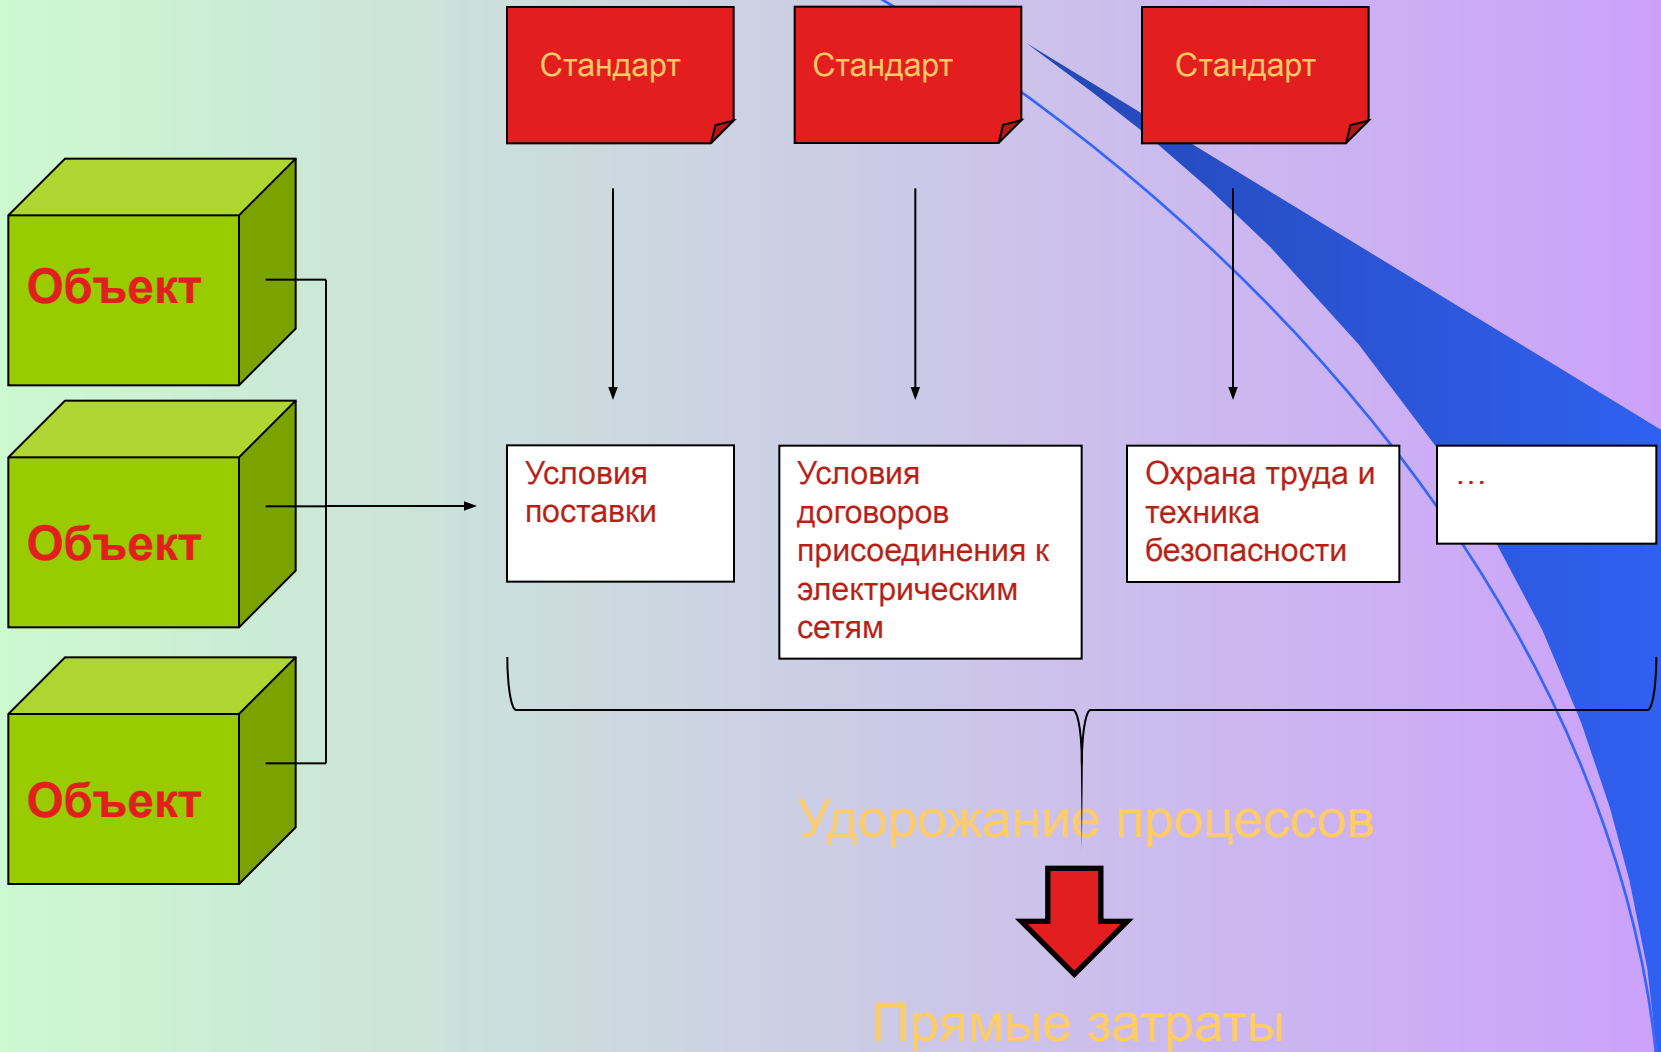 Стандарт
Стандарт
Стандарт
Объект
Объект
Объект
Условия
поставки
Условия
договоров
присоединения к
электрическим
сетям
Охрана труда и
техника
безопасности
…
Удорожание процессов
Прямые затраты